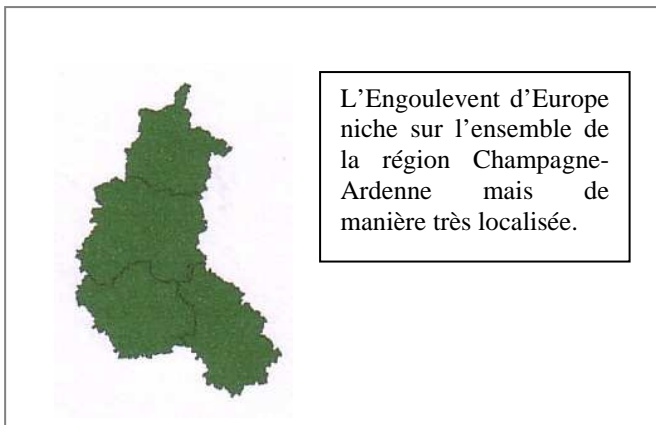 L’Engoulevent d’Europe
niche sur l’ensemble de
la région Champagne-
Ardenne mais de
manière très localisée.